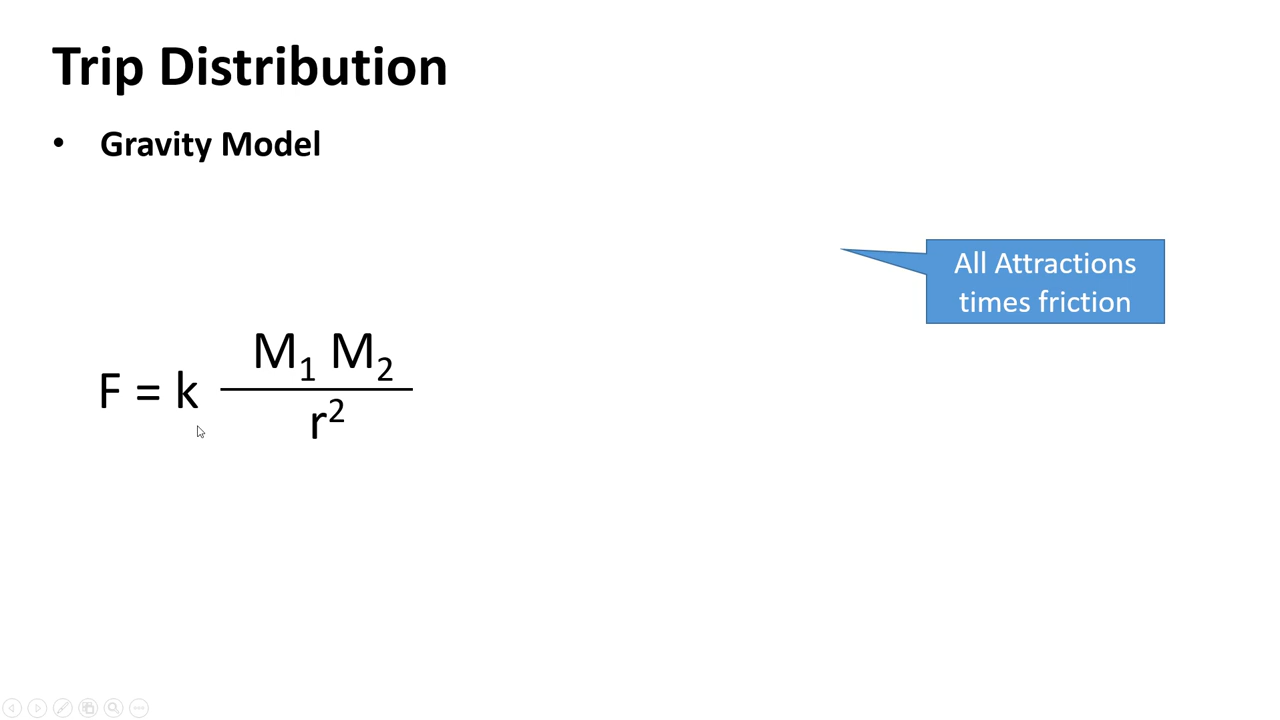 Trip Distribution
• Gravity Model
All Attractions
times friction
M₁ M₂
F = k
r²